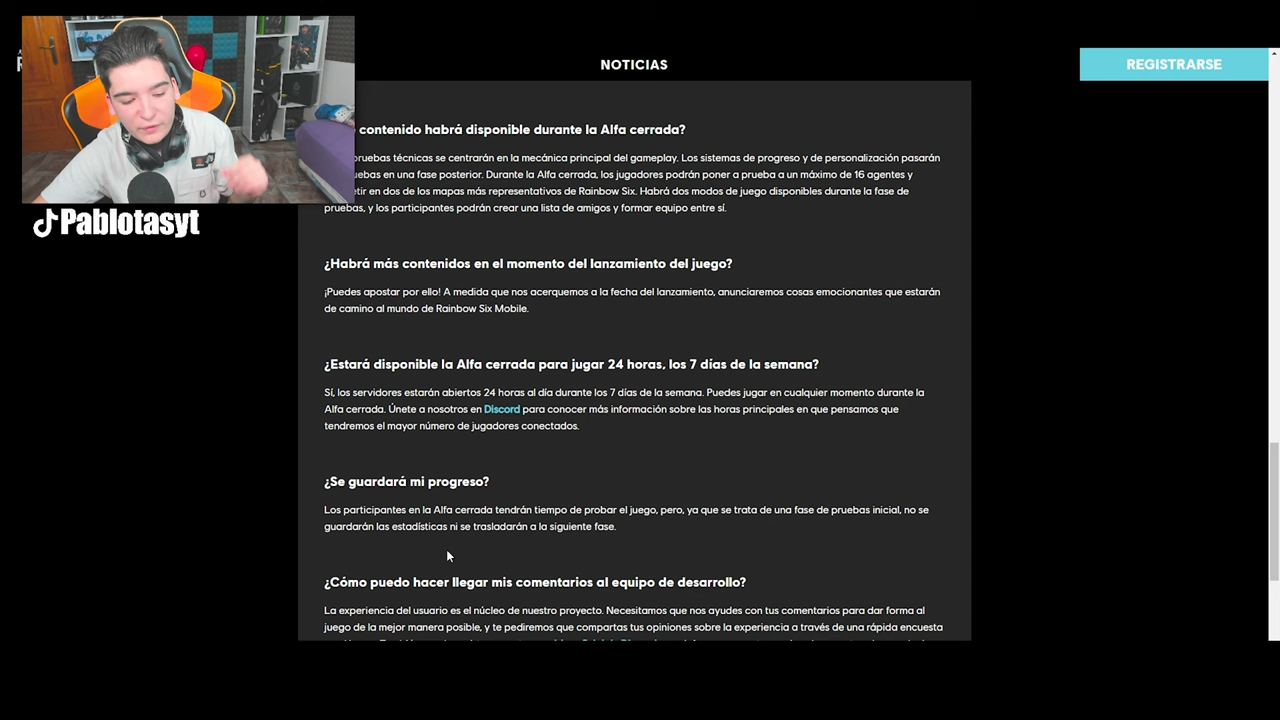 NOTICIAS
REGISTRARSE
contenido habrá disponible durante la Alfa cerrada?
pruebas técnicas se centrarán en la mecánica principal del gameplay. Los sistemas de progreso y de personalización pasarán
en una fase posterior. Durante la Alfa cerrada, los jugadores podrán poner a prueba a un máximo de 16 agentes y
en dos de los mapas más representativos de Rainbow Six. Habrá dos modos de juego disponibles durante la fase de
pruebas, y los participantes podrán crear una lista de amigos y formar equipo entre sí.
Pablotasyt
¿Habrá más contenidos en el momento del lanzamiento del juego?
¡Puedes apostar por ello! A medida que nos acerquemos a la fecha del lanzamiento, anunciaremos cosas emocionantes que estarán
de camino al mundo de Rainbow Six Mobile.
¿Estará disponible la Alfa cerrada para jugar 24 horas, los 7 días de la semana?
Sí, los servidores estarán abiertos 24 horas al día durante los 7 días de la semana. Puedes jugar en cualquier momento durante la
Alfa cerrada. Únete a nosotros en Discord para conocer más información sobre las horas principales en que pensamos que
tendremos el mayor número de jugadores conectados.
¿Se guardará mi progreso?
Los participantes en la Alfa cerrada tendrán tiempo de probar el juego, pero, ya que se trata de una fase de pruebas inicial, no se
guardarán las estadísticas ni se trasladarán a la siguiente fase.
¿Cómo puedo hacer llegar mis comentarios al equipo de desarrollo?
La experiencia del usuario es el núcleo de nuestro proyecto. Necesitamos que nos ayudes con tus comentarios para dar forma al
juego de la mejor manera posible, y te pediremos que compartas tus opiniones sobre la experiencia a través de una rápida encuesta